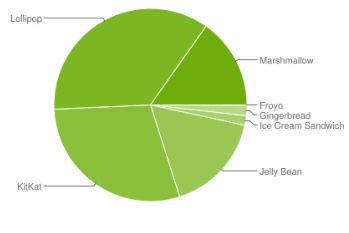 Lollipop
Marshmallow
Froyo
Gingerbread
Ice Cream Sandwich
Jelly Bean
KitKat